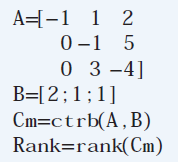 A=[-1 1 2
0 -1 5
0 3 -4]
B=[2;1;1]
Cm=ctrb(A,B)
Rank=rank(Cm)